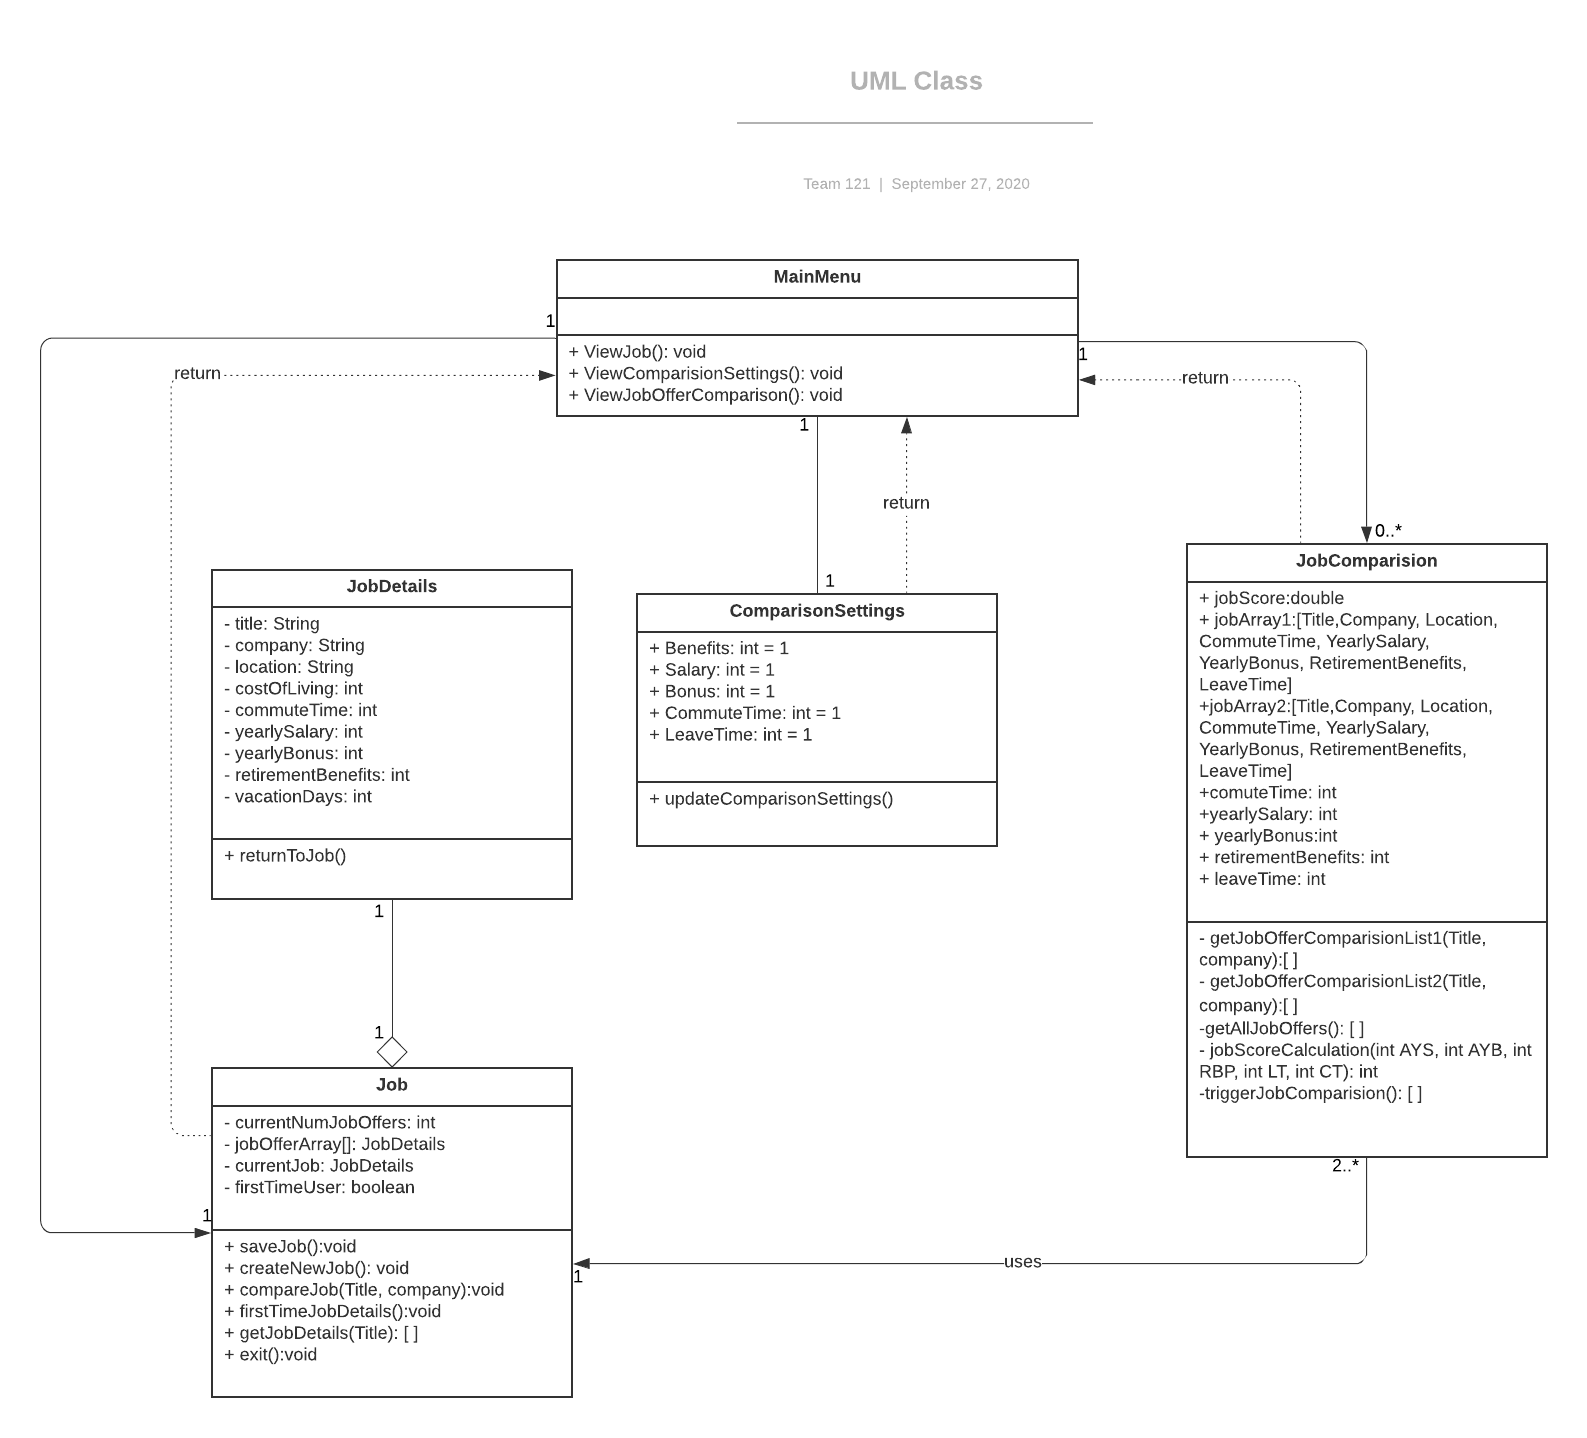 UML Class
Team 121 | September 27, 2020
MainMenu
+ ViewJob(): void
+ ViewComparisionSettings(): void
+ ViewJobOfferComparison(): void
1
1
1
return
return
return
1
0..*
JobDetails
- title: String
- company: String
- location: String
- costOfLiving: int
- commuteTime: int
- yearlySalary: int
- yearlyBonus: int
- retirementBenefits: int
- vacationDays: int
+ returnToJob()
1
1
ComparisonSettings
+ Benefits: int = 1
+ Salary: int = 1
+ Bonus: int = 1
+ CommuteTime: int = 1
+ LeaveTime: int = 1
+ updateComparisonSettings()
JobComparision
+ jobScore:double
+ jobArray1:[Title,Company, Location,
CommuteTime, YearlySalary,
YearlyBonus, RetirementBenefits,
LeaveTime]
+jobArray2:[Title,Company, Location,
CommuteTime, YearlySalary,
YearlyBonus, RetirementBenefits,
LeaveTime]
+comuteTime: int
+yearlySalary: int
+ yearlyBonus:int
+ retirementBenefits: int
+ leaveTime: int
- getJobOfferComparisionList1(Title,
company):[ ]
- getJobOfferComparisionList2(Title,
company):[ ]
-getAllJobOffers(): [ ]
- jobScoreCalculation(int AYS, int AYB, int
RBP, int LT, int CT): int
-triggerJobComparision(): [ ]
2..*
Job
- currentNumJobOffers: int
- jobOfferArray[]: JobDetails
- currentJob: JobDetails
- firstTimeUser: boolean
1
+ saveJob():void
+ createNewJob(): void
+ compareJob(Title, company):void
+ firstTimeJobDetails():void
+ getJobDetails(Title): [ ]
+ exit():void
1
uses